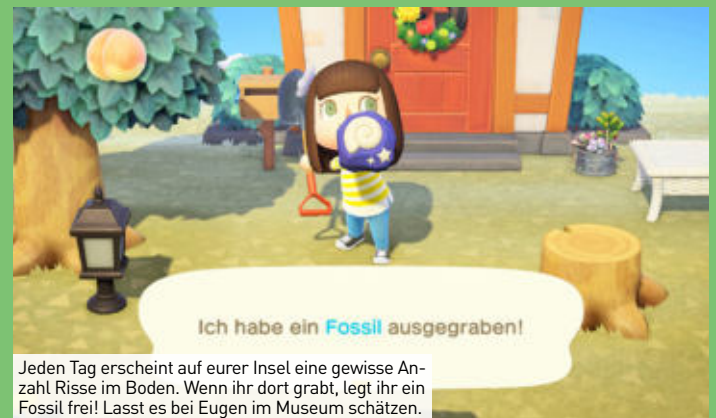 Ich habe ein Fossil ausgegraben!
Jeden Tag erscheint auf eurer Insel eine gewisse An-
zahl Risse im Boden. Wenn ihr dort grabt, legt ihr ein
Fossil frei! Lasst es bei Eugen im Museum schätzen.